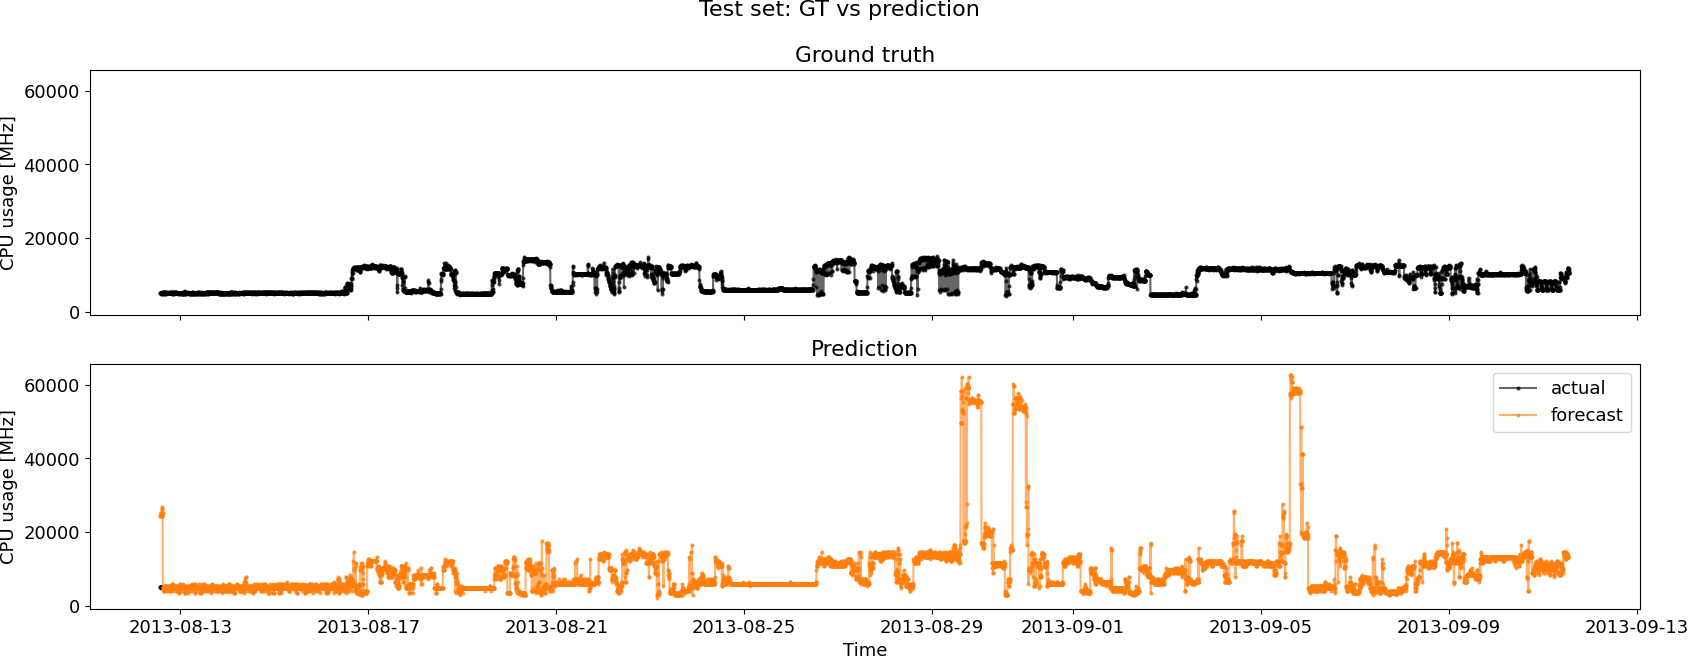 Test set: GT vs prediction
Ground truth
CPU usage [MHz]
60000
40000
20000
0
Prediction
CPU usage [MHz]
60000
40000
20000
0
actual
forecast
2013-08-13 2013-08-17 2013-08-21 2013-08-25 2013-08-29 2013-09-01 2013-09-05 2013-09-09 2013-09-13
Time